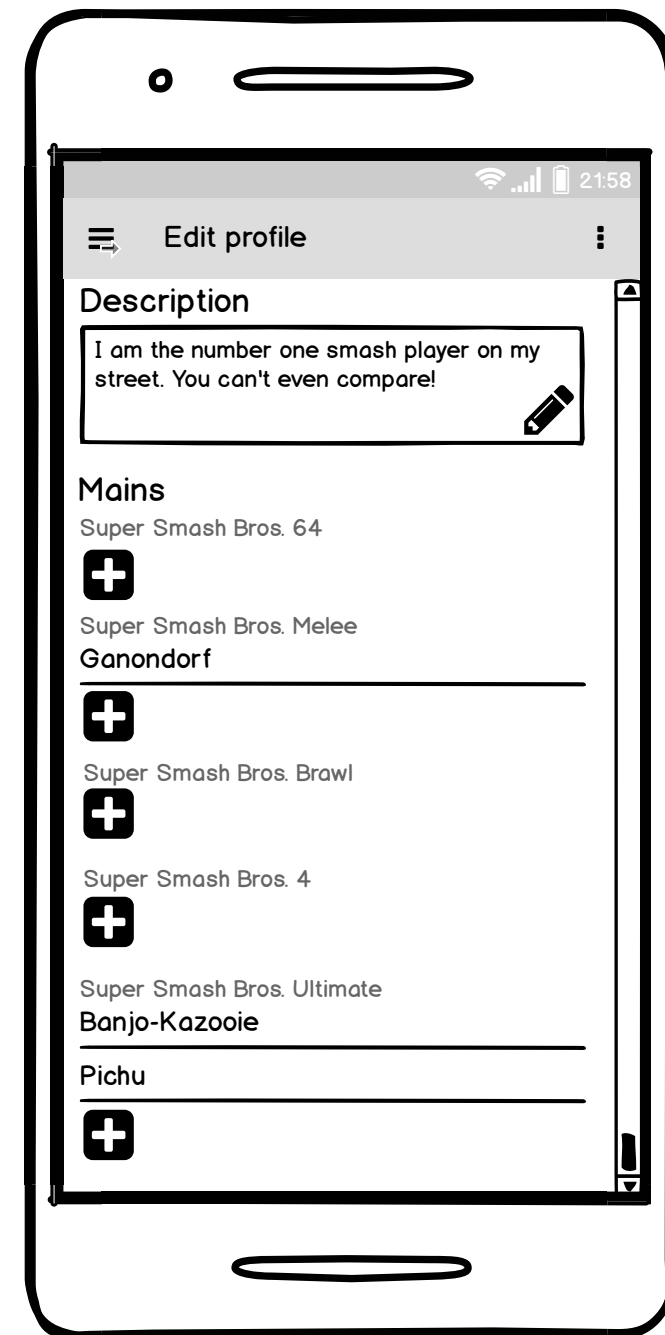 21:58
Edit profile
Description
I am the number one smash player on my
street. You can't even compare!
Mains
Super Smash Bros. 64
Super Smash Bros. Melee
Ganondorf
Super Smash Bros. Brawl
Super Smash Bros. 4
Super Smash Bros. Ultimate
Banjo-Kazooie
Pichu